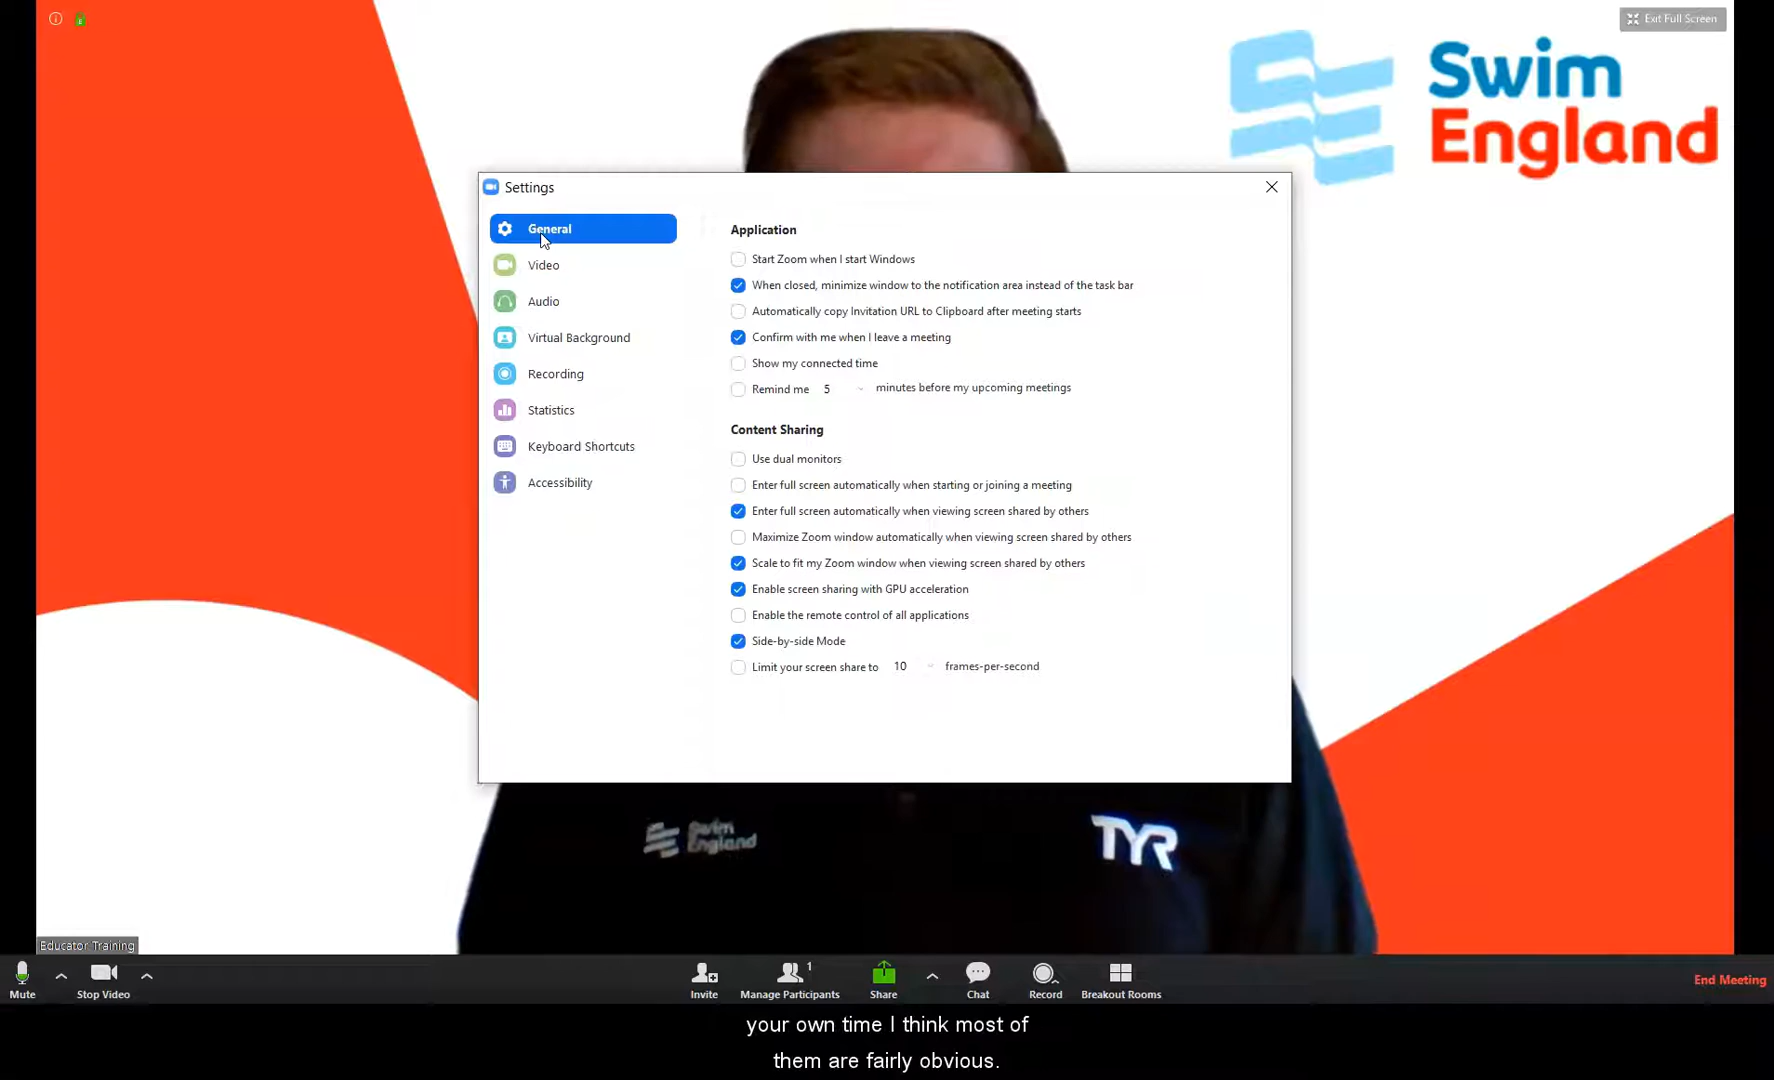 Exit Full Screen
Swim
England
Settings
General
Video
Audio
Virtual Background
Recording
Statistics
Keyboard Shortcuts
Accessibility
Application
Start Zoom when I start Windows
When closed, minimize window to the notification area instead of the task bar
Automatically copy Invitation URL to Clipboard after meeting starts
Confirm with me when I leave a meeting
Show my connected time
Remind me 5 minutes before my upcoming meetings
Content Sharing
Use dual monitors
Enter full screen automatically when starting or joining a meeting
Enter full screen automatically when viewing screen shared by others
Maximize Zoom window automatically when viewing screen shared by others
Scale to fit my Zoom window when viewing screen shared by others
Enable screen sharing with GPU acceleration
Enable the remote control of all applications
Side-by-side Mode
Limit your screen share to 10 frames-per-second
Swim
England
TYR
Educator Training
Mute
Stop Video
Invite
1
Manage Participants
Share
Chat
Record
Breakout Rooms
End Meeting
your own time I think most of
them are fairly obvious.